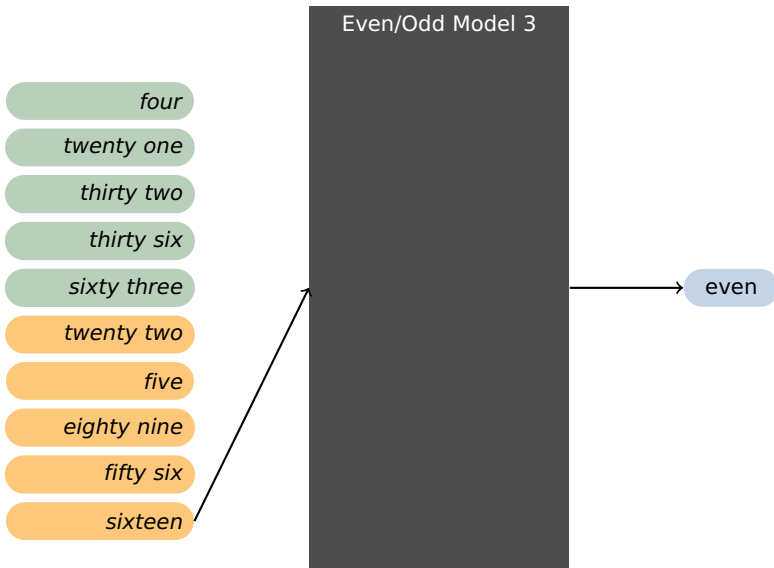 Even/Odd Model 3
four
twenty one
thirty two
thirty six
sixty three
twenty two
five
eighty nine
fifty six
sixteen
even